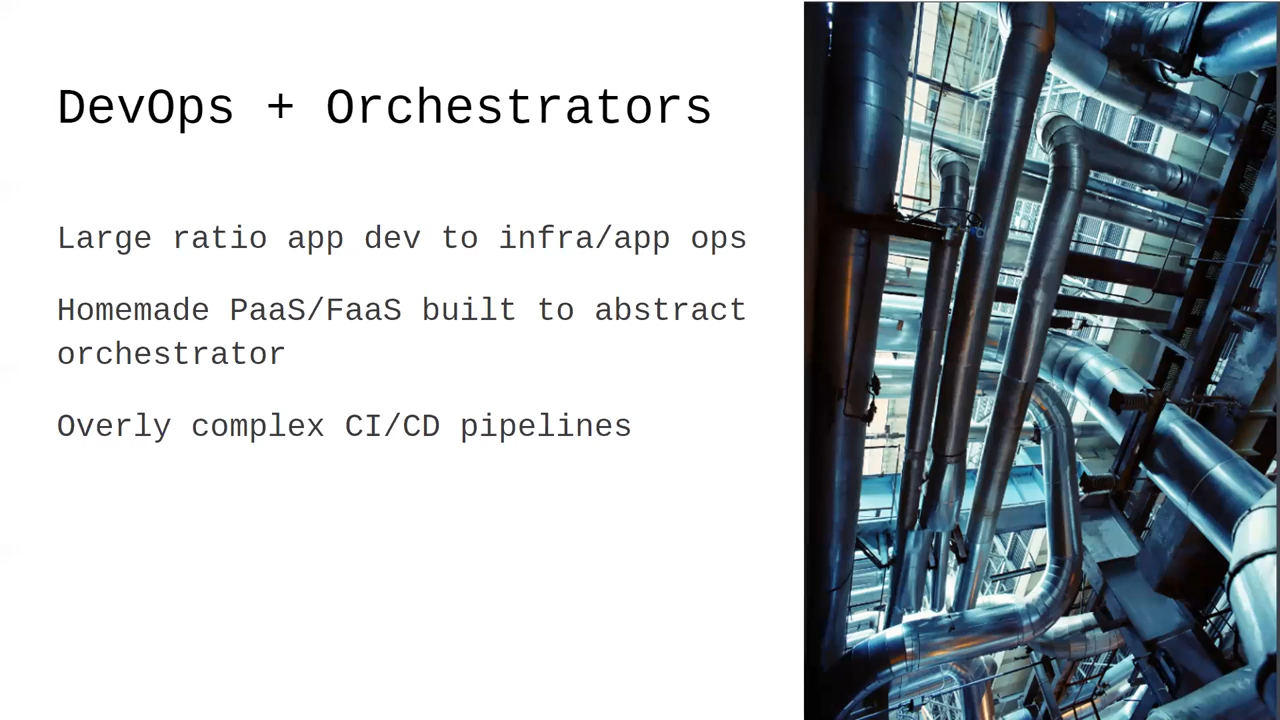 DevOps + Orchestrators
Large ratio app dev to infra/app ops
Homemade PaaS/FaaS built to abstract
orchestrator
Overly complex CI/CD pipelines